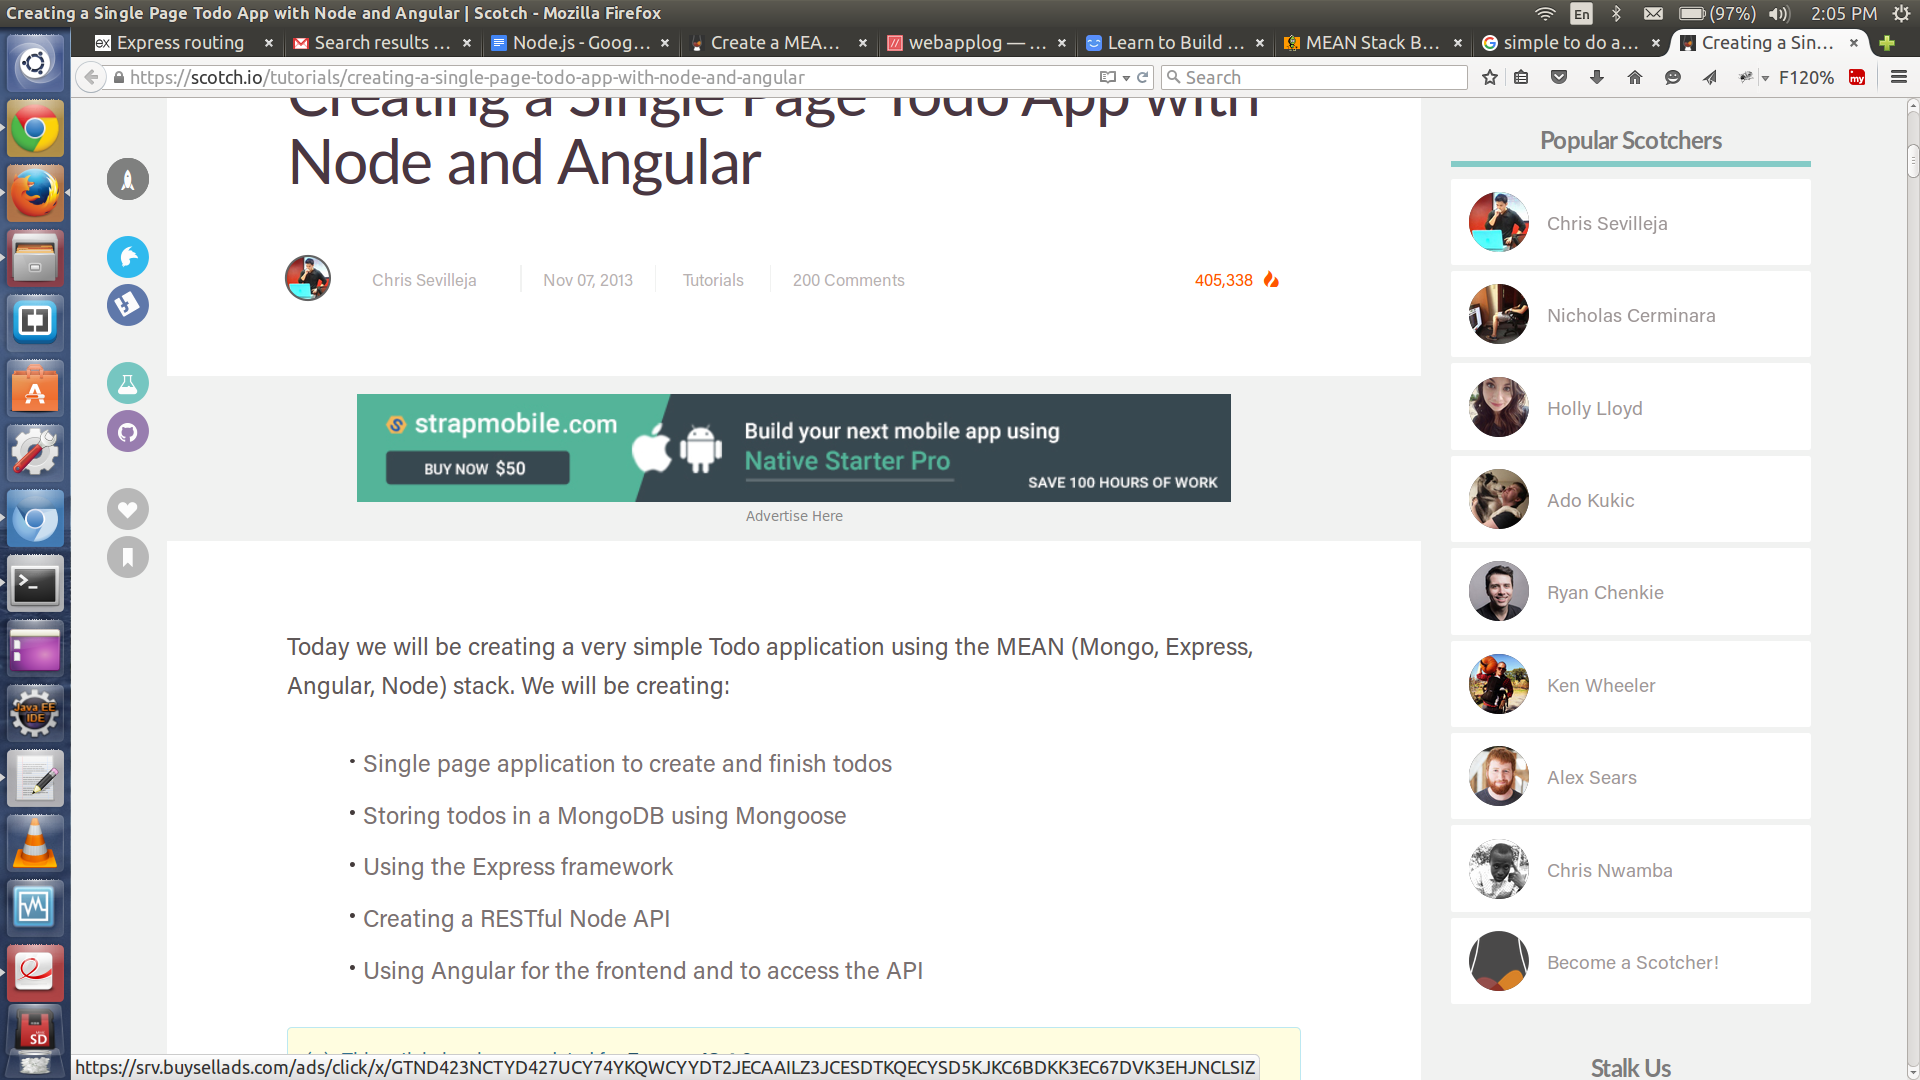 Creating a Single Page Todo App with Node and Angular | Scotch - Mozilla Firefox
En
(97%)
2:05 PM
ex Express routing
Search results ...
Node.js - Goog...
Create a MEA...
webapplog — ...
Learn to Build ...
MEAN Stack B...
simple to do a...
Creating a Sin...
https://scotch.io/tutorials/creating-a-single-page-todo-app-with-node-and-angular
Search
F120%
my
Creating a Single Page Todo App with
Node and Angular
Chris Sevilleja
Nov 07, 2013
Tutorials
200 Comments
405,338
strapmobile.com
BUY NOW $50
Build your next mobile app using
Native Starter Pro
SAVE 100 HOURS OF WORK
Advertise Here
Today we will be creating a very simple Todo application using the MEAN (Mongo, Express,
Angular, Node) stack. We will be creating:
• Single page application to create and finish todos
• Storing todos in a MongoDB using Mongoose
• Using the Express framework
• Creating a RESTful Node API
• Using Angular for the frontend and to access the API
Popular Scotchers
Chris Sevilleja
Nicholas Cerminara
Holly Lloyd
Ado Kukic
Ryan Chenkie
Ken Wheeler
Alex Sears
Chris Nwamba
Become a Scotcher!
Stalk Us
Java EE
IDE
SD
https://srv.buysellads.com/ads/click/x/GTND423NCTYD427UCY74YKQWCYYDT2JECAAILZ3JCESDTKQECYSD5KJKC6BDKK3EC67DVK3EHJNCLSIZ